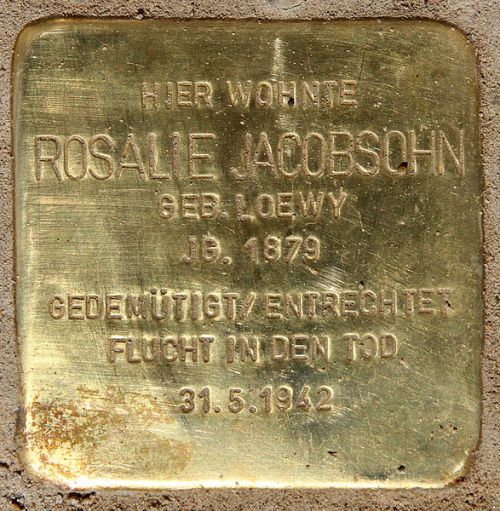 HIER WOHNTE
ROSALIE JACOBSOHN
GEB. LOEWY
JG. 1879
GEDEMÜTIGT/ENTRECHTET
FLUCHT IN DEN TOD
31.5.1942